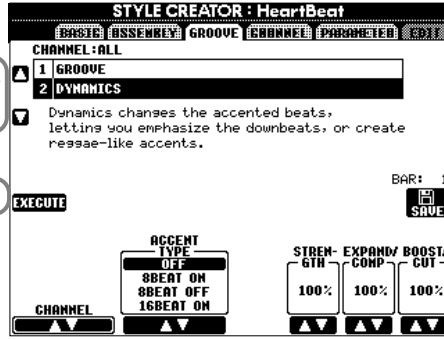 STYLE CREATOR : HeartBeat
BASIC ASSEMBLY GROOVE CHANNEL PARAMETER EDIT
CHANNEL:ALL
1 GROOVE
2 DYNAMICS
Dynamics changes the accented beats,
letting you emphasize the downbeats, or create
reggae-like accents.
BAR: 1
EXECUTE
SAVE
ACCENT
TYPE
STREN-
GTH
EXPAND/
COMP
BOOST/
CUT
OFF
8BEAT ON
8BEAT OFF
16BEAT ON
100% 100% 100%
CHANNEL